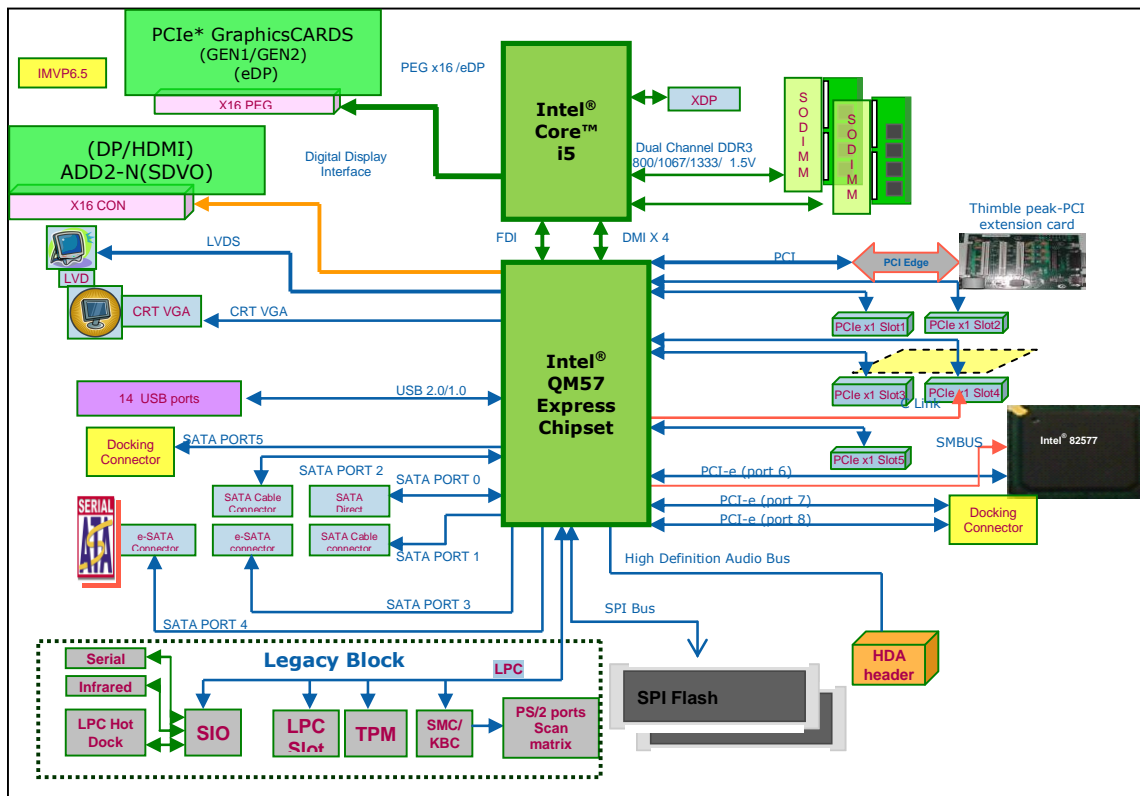 PCIe* GraphicsCARDS
(GEN1/GEN2)
(eDP)
X16 PEG
IMVP6.5
PEG x16 /eDP
Intel®
Core™
i5
XDP
SODIMM
SODIMM
Dual Channel DDR3
800/1067/1333/ 1.5V
(DP/HDMI)
ADD2-N(SDVO)
X16 CON
Digital Display
Interface
FDI
DMI X 4
Thimble peak-PCI
extension card
LVDS
LVD
CRT VGA
CRT VGA
PCI
PCI Edge
PCIe x1 Slot1
PCIe x1 Slot2
Intel®
QM57
Express
Chipset
PCIe x1 Slot3
PCIe x1 Slot4
C Link
14 USB ports
USB 2.0/1.0
Docking
Connector
SATA PORT5
SMBUS
Intel® 82577
PCIe x1 Slot5
SATA PORT 2
SATA PORT 0
PCI-e (port 6)
SATA Cable
Connector
SATA
Direct
PCI-e (port 7)
PCI-e (port 8)
Docking
Connector
SERIAL
ATA
e-SATA
Connector
e-SATA
connector
SATA Cable
connector
SATA PORT 1
High Definition Audio Bus
SATA PORT 3
SPI Bus
SATA PORT 4
Legacy Block
LPC
Serial
Infrared
LPC Hot
Dock
SIO
LPC
Slot
TPM
SMC/
KBC
PS/2 ports
Scan
matrix
SPI Flash
HDA
header